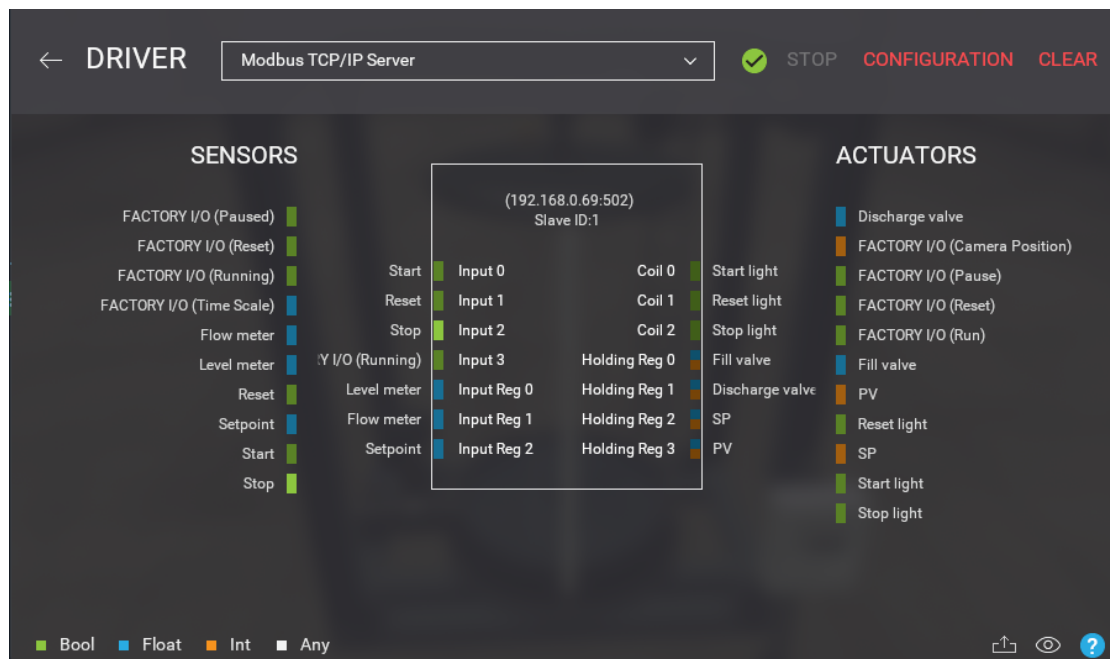 ← DRIVER Modbus TCP/IP Server STOP CONFIGURATION CLEAR
SENSORS
FACTORY I/O (Paused)
FACTORY I/O (Reset)
FACTORY I/O (Running)
FACTORY I/O (Time Scale)
Flow meter
Level meter
Reset
Setpoint
Start
Stop
(192.168.0.69:502)
Slave ID:1
Start Input 0 Coil 0 Start light
Reset Input 1 Coil 1 Reset light
Stop Input 2 Coil 2 Stop light
Y I/O (Running) Input 3 Holding Reg 0 Fill valve
Level meter Input Reg 0 Holding Reg 1 Discharge valve
Flow meter Input Reg 1 Holding Reg 2 SP
Setpoint Input Reg 2 Holding Reg 3 PV
ACTUATORS
Discharge valve
FACTORY I/O (Camera Position)
FACTORY I/O (Pause)
FACTORY I/O (Reset)
FACTORY I/O (Run)
Fill valve
PV
Reset light
SP
Start light
Stop light
Bool Float Int Any ?